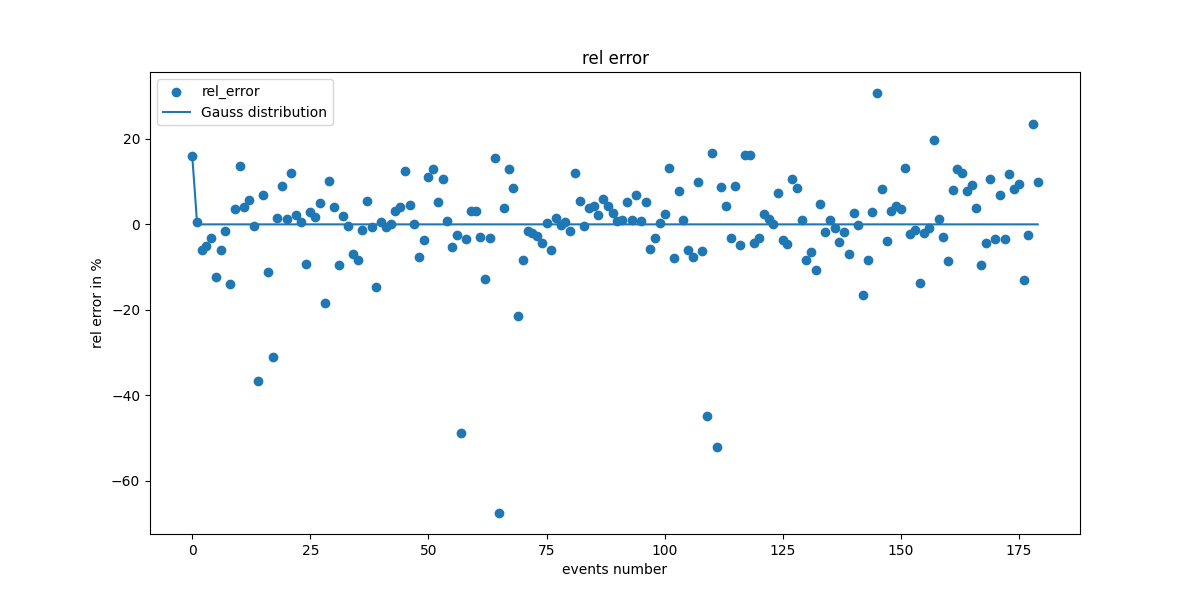 rel error
rel_error
Gauss distribution
20
0
−20
−40
−60
rel error in %
0 25 50 75 100 125 150 175
events number